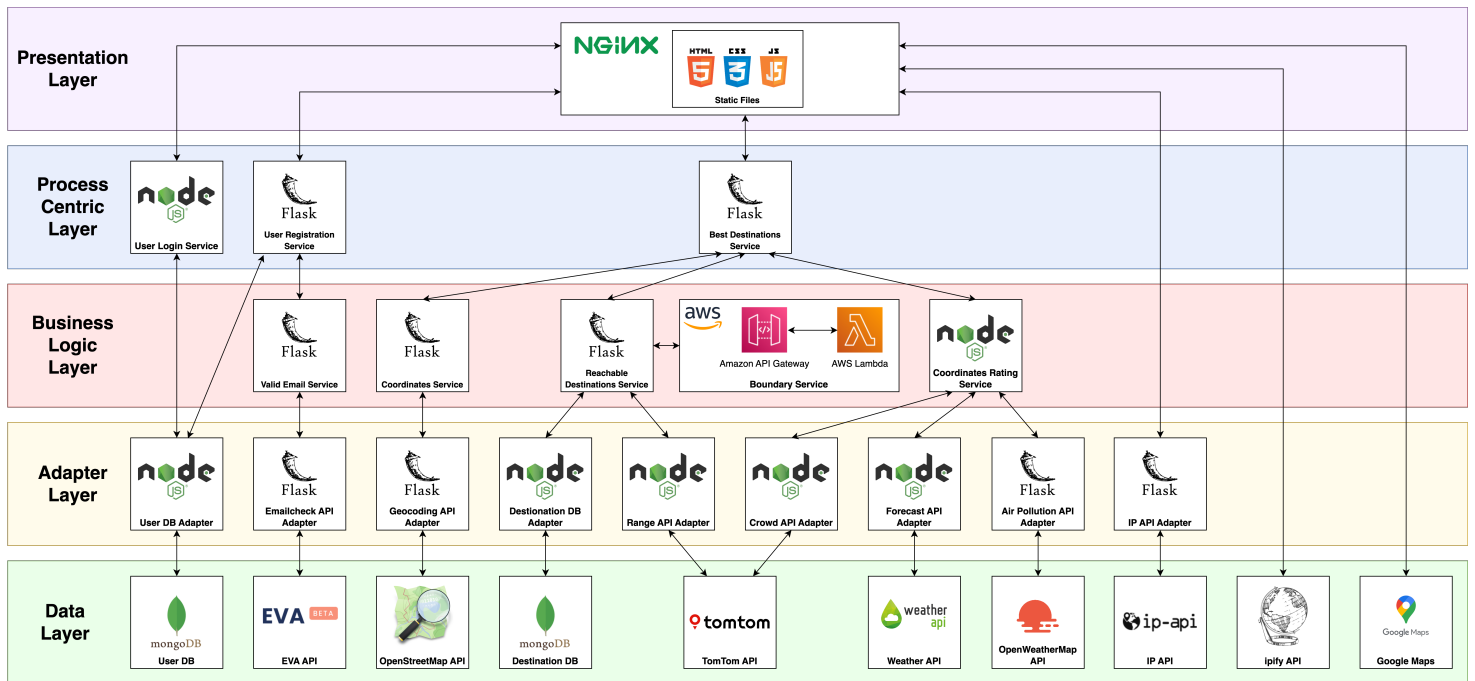 Presentation
Layer
NGINX
HTML
CSS
JS
5
3
JS
Static Files
Process
Centric
Layer
node
JS
User Login Service
Flask
User Registration
Service
Flask
Best Destinations
Service
Business
Logic
Layer
Flask
Valid Email Service
Flask
Coordinates Service
Flask
Reachable
Destinations Service
aws
Amazon API Gateway
AWS Lambda
Boundary Service
node
JS
Coordinates Rating
Service
Adapter
Layer
node
JS
User DB Adapter
Flask
Emailcheck API
Adapter
Flask
Geocoding API
Adapter
node
JS
Destionation DB
Adapter
node
JS
Range API Adapter
node
JS
Crowd API Adapter
node
JS
Forecast API
Adapter
Flask
Air Pollution API
Adapter
Flask
IP API Adapter
Data
Layer
mongoDB
User DB
EVA BETA
EVA API
OpenStreetMap API
mongoDB
Destination DB
tomtom
TomTom API
weather
api
Weather API
OpenWeatherMap
API
ip-api
IP API
ipify API
Google Maps
Google Maps